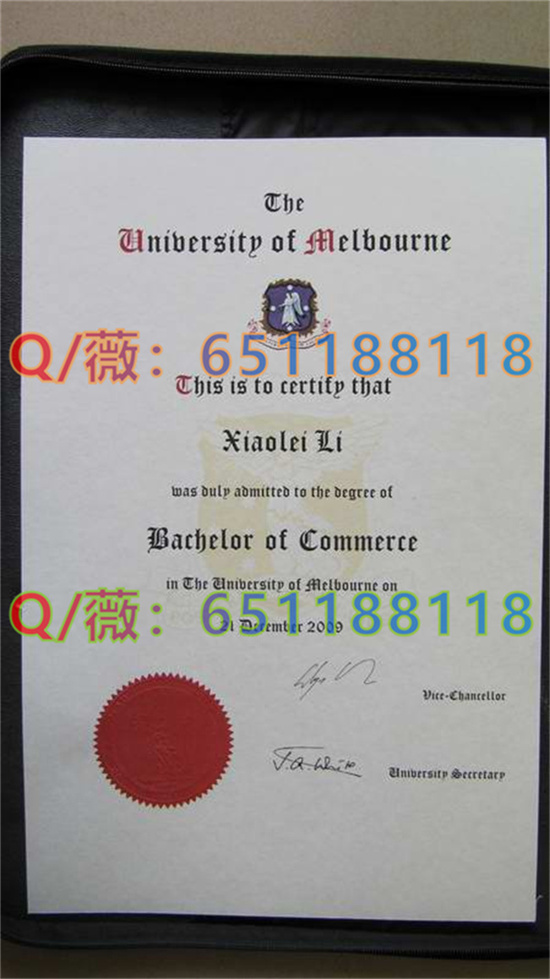 The
University of Melbourne
Q/薇：651188118
This is to certify that
Xiaolei Li
was duly admitted to the degree of
Bachelor of Commerce
in The University of Melbourne on
Q/薇：651188118
21 December 2009
Vice-Chancellor
University Secretary